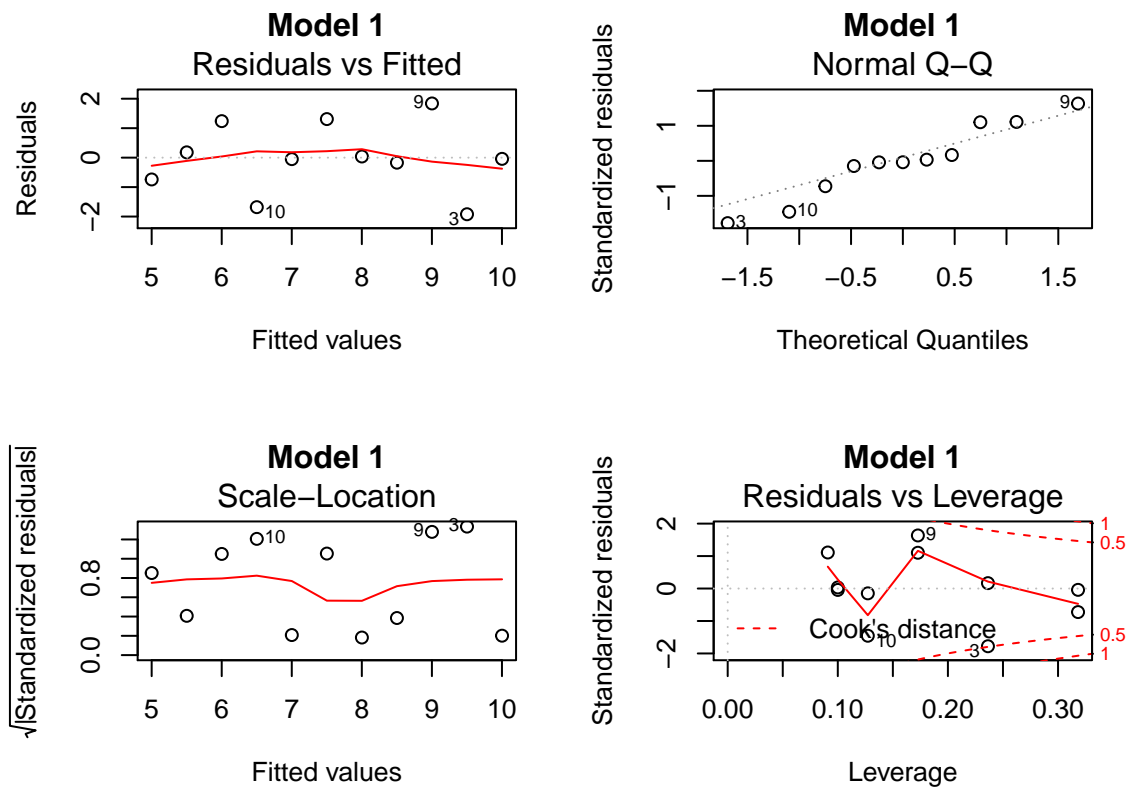 Model 1
Residuals vs Fitted
Residuals
2
0
−2
9
10
3
5 6 7 8 9 10
Fitted values
Model 1
Normal Q−Q
Standardized residuals
1
−1
9
10
3
−1.5 −0.5 0.5 1.5
Theoretical Quantiles
Model 1
Scale−Location
√|Standardized residuals|
0.8
0.0
10
9
3
5 6 7 8 9 10
Fitted values
Model 1
Residuals vs Leverage
Standardized residuals
2
0
−2
1
0.5
9
Cook's distance
10
3
0.5
1
0.00 0.10 0.20 0.30
Leverage